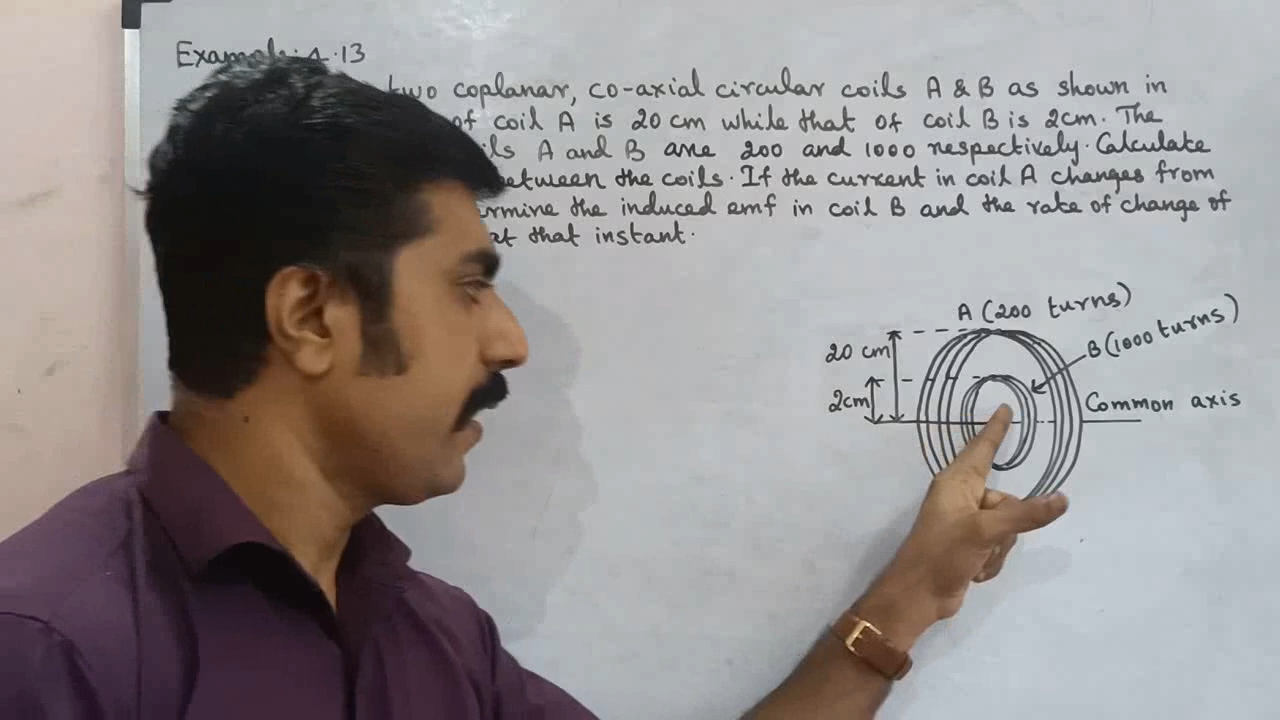 Example 4.13
two coplanar, co-axial circular coils A & B as shown in
of coil A is 20 cm while that of coil B is 2cm. The
A and B are 200 and 1000 respectively. Calculate
between the coils. If the current in coil A changes from
the induced emf in coil B and the rate of change of
at that instant.
A (200 turns)
B (1000 turns)
20 cm
2cm
Common axis